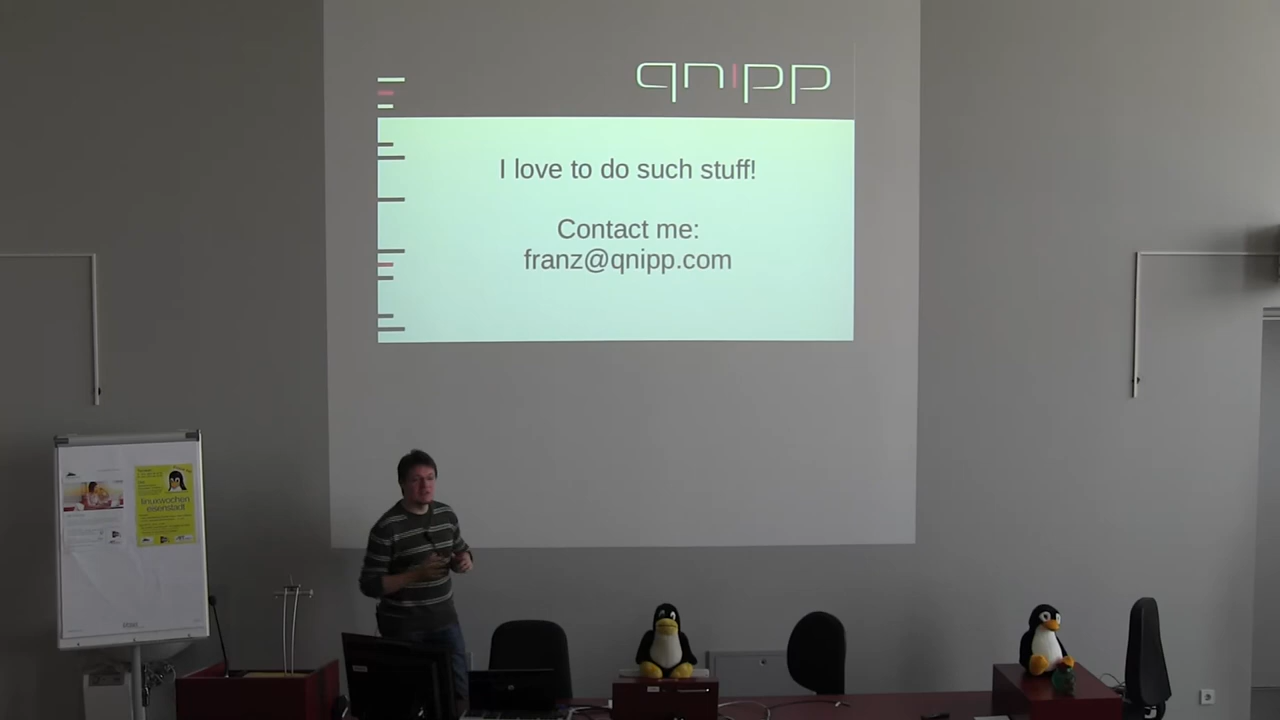 qnipp
I love to do such stuff!
Contact me:
franz@qnipp.com
linuxwochen
eisenstadt